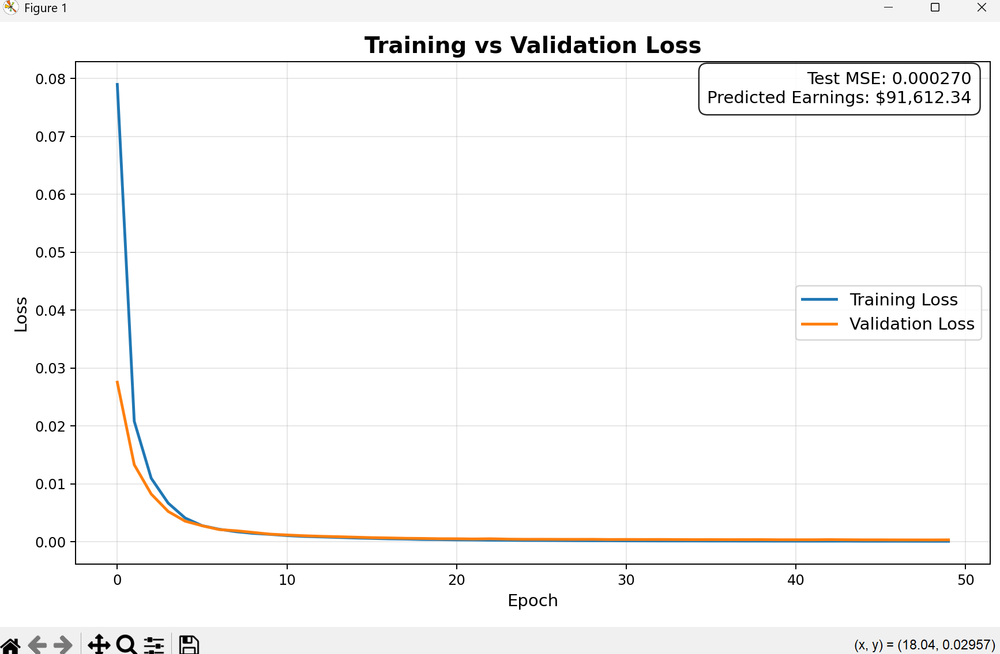 Figure 1
Training vs Validation Loss
Test MSE: 0.000270
Predicted Earnings: $91,612.34
0.08
0.07
0.06
0.05
0.04
0.03
0.02
0.01
0.00
Loss
Training Loss
Validation Loss
0 10 20 30 40 50
Epoch
(x, y) = (18.04, 0.02957)